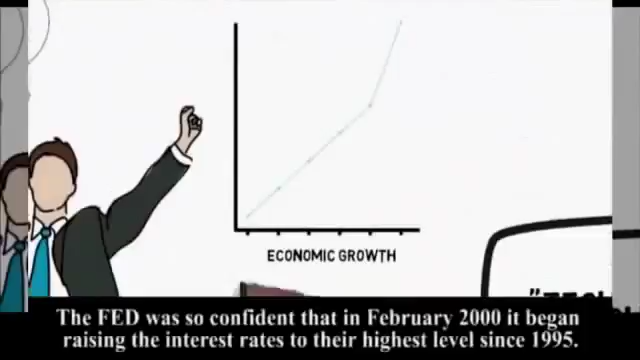 ECONOMIC GROWTH
The FED was so confident that in February 2000 it began
raising the interest rates to their highest level since 1995.